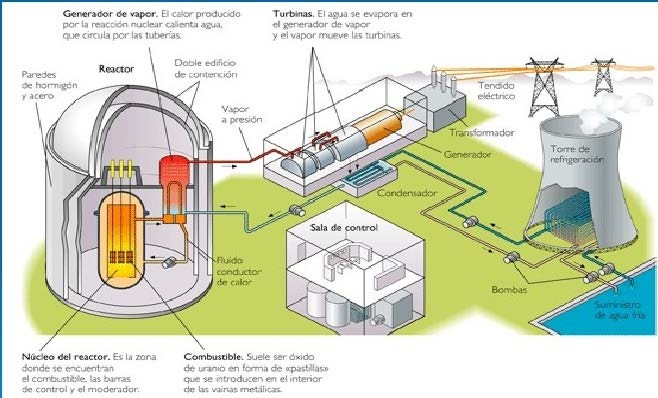 Generador de vapor. El calor producido
por la reacción nuclear calienta agua,
que circula por las tuberías.
Turbinas. El agua se evapora en
el generador de vapor
y el vapor mueve las turbinas.
Paredes
de hormigón
y acero
Reactor
Doble edificio
de contención
Vapor
a presión
Tendido
eléctrico
Transformador
Generador
Torre de
refrigeración
Condensador
Sala de control
Fluido
conductor
de calor
Bombas
Suministro
de agua fría
Núcleo del reactor. Es la zona
donde se encuentran
el combustible, las barras
de control y el moderador.
Combustible. Suele ser óxido
de uranio en forma de «pastillas»
que se introducen en el interior
de las vainas metálicas.